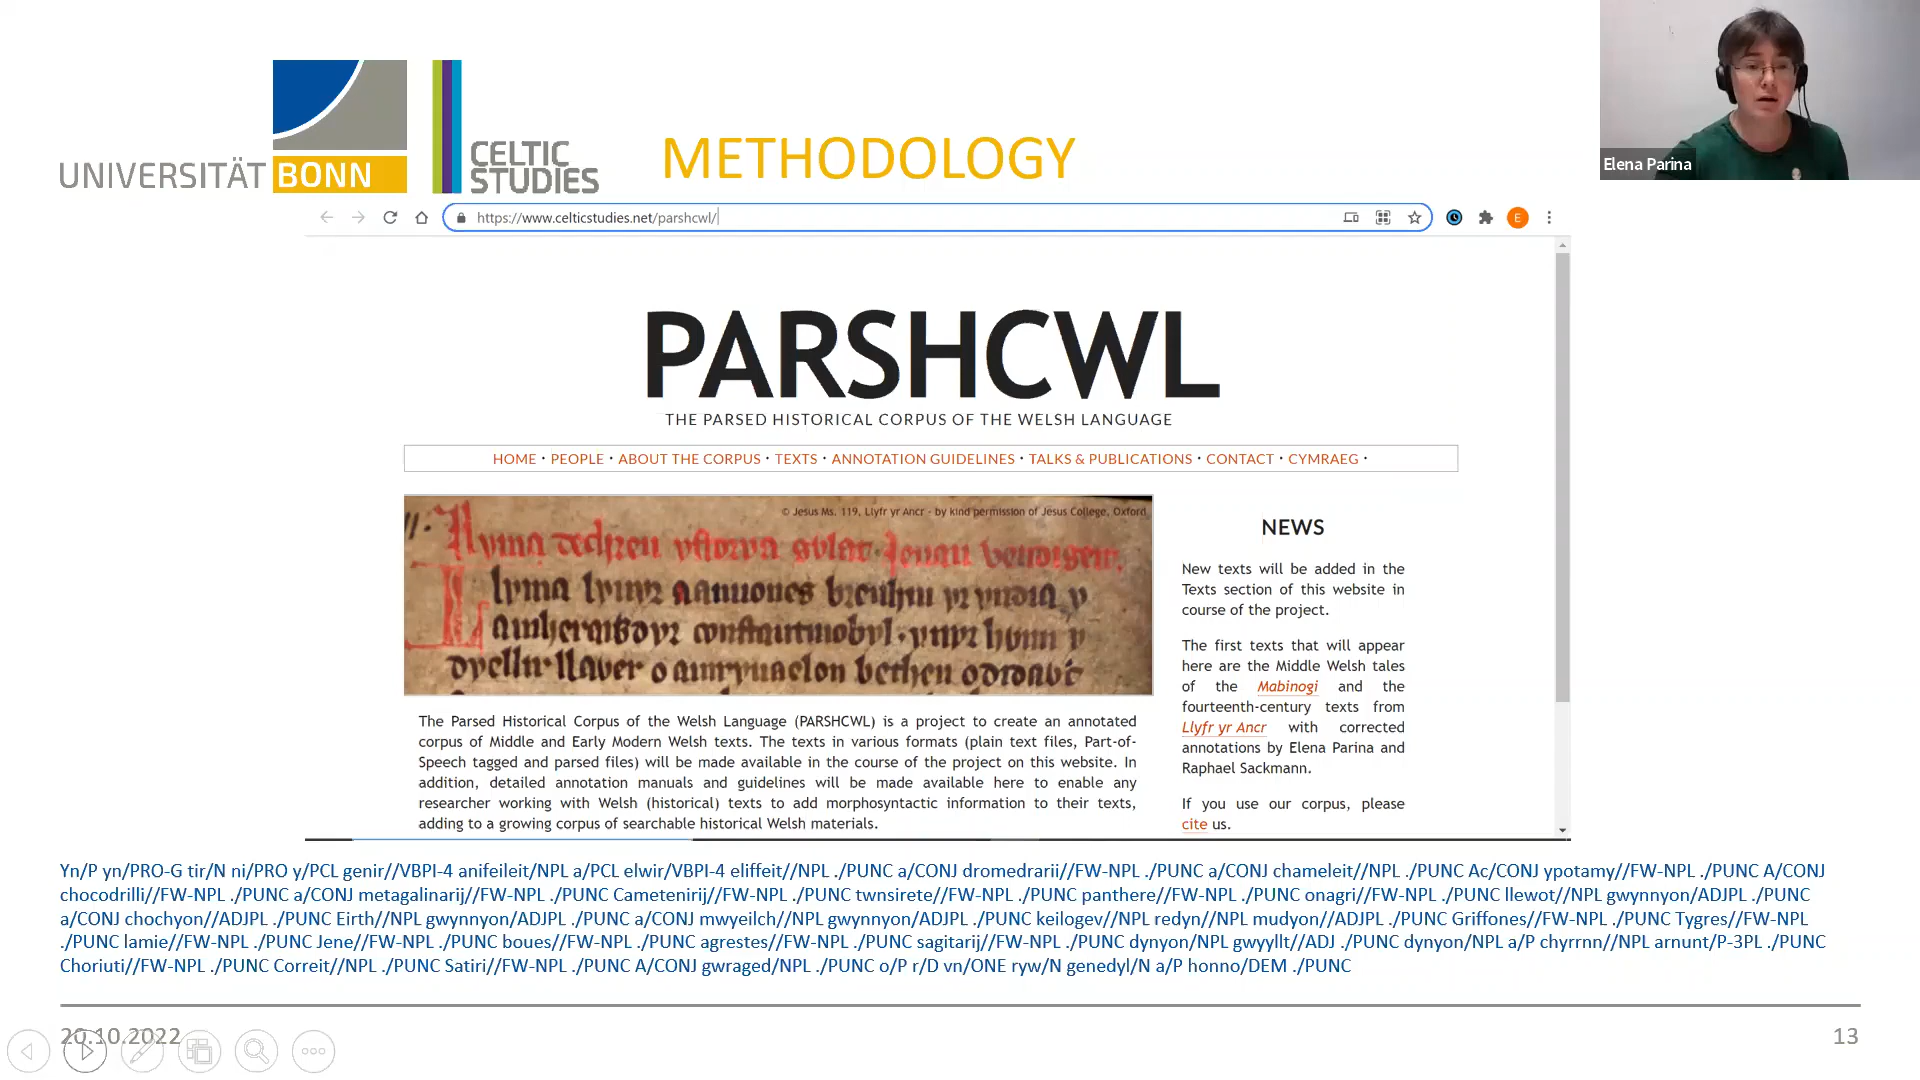 UNIVERSITÄT BONN
CELTIC
STUDIES
METHODOLOGY
Elena Parina
https://www.celticstudies.net/parshcwl/
E
PARSHCWL
THE PARSED HISTORICAL CORPUS OF THE WELSH LANGUAGE
HOME · PEOPLE · ABOUT THE CORPUS · TEXTS · ANNOTATION GUIDELINES · TALKS & PUBLICATIONS · CONTACT · CYMRAEG ·
© Jesus Ms. 119, Llyfr yr Ancr - by kind permission of Jesus College, Oxford
The Parsed Historical Corpus of the Welsh Language (PARSHCWL) is a project to create an annotated
corpus of Middle and Early Modern Welsh texts. The texts in various formats (plain text files, Part-of-
Speech tagged and parsed files) will be made available in the course of the project on this website. In
addition, detailed annotation manuals and guidelines will be made available here to enable any
researcher working with Welsh (historical) texts to add morphosyntactic information to their texts,
adding to a growing corpus of searchable historical Welsh materials.
NEWS
New texts will be added in the
Texts section of this website in
course of the project.
The first texts that will appear
here are the Middle Welsh tales
of the Mabinogi and the
fourteenth-century texts from
Llyfr yr Ancr with corrected
annotations by Elena Parina and
Raphael Sackmann.
If you use our corpus, please
cite us.
Yn/P yn/PRO-G tir/N ni/PRO y/PCL genir//VBPI-4 anifeileit/NPL a/PCL elwir/VBPI-4 eliffeit//NPL ./PUNC a/CONJ dromedrarii//FW-NPL ./PUNC a/CONJ chameleit//NPL ./PUNC Ac/CONJ ypotamy//FW-NPL ./PUNC A/CONJ
chocodrilli//FW-NPL ./PUNC a/CONJ metagalinarij//FW-NPL ./PUNC Cametenirij//FW-NPL ./PUNC twnsirete//FW-NPL ./PUNC panthere//FW-NPL ./PUNC onagri//FW-NPL ./PUNC llewot//NPL gwynnyon/ADJPL ./PUNC
a/CONJ chochyon//ADJPL ./PUNC Eirth//NPL gwynnyon/ADJPL ./PUNC a/CONJ mwyeilch//NPL gwynnyon/ADJPL ./PUNC keilogev//NPL redyn//NPL mudyon//ADJPL ./PUNC Griffones//FW-NPL ./PUNC Tygres//FW-NPL
./PUNC lamie//FW-NPL ./PUNC Jene//FW-NPL ./PUNC boues//FW-NPL ./PUNC agrestes//FW-NPL ./PUNC sagitarij//FW-NPL ./PUNC dynyon/NPL gwyyllt//ADJ ./PUNC dynyon/NPL a/P chyrrnn//NPL arnunt/P-3PL ./PUNC
Choriuti//FW-NPL ./PUNC Correit//NPL ./PUNC Satiri//FW-NPL ./PUNC A/CONJ gwraged/NPL ./PUNC o/P r/D vn/ONE ryw/N genedyl/N a/P honno/DEM ./PUNC
20.10.2022
13